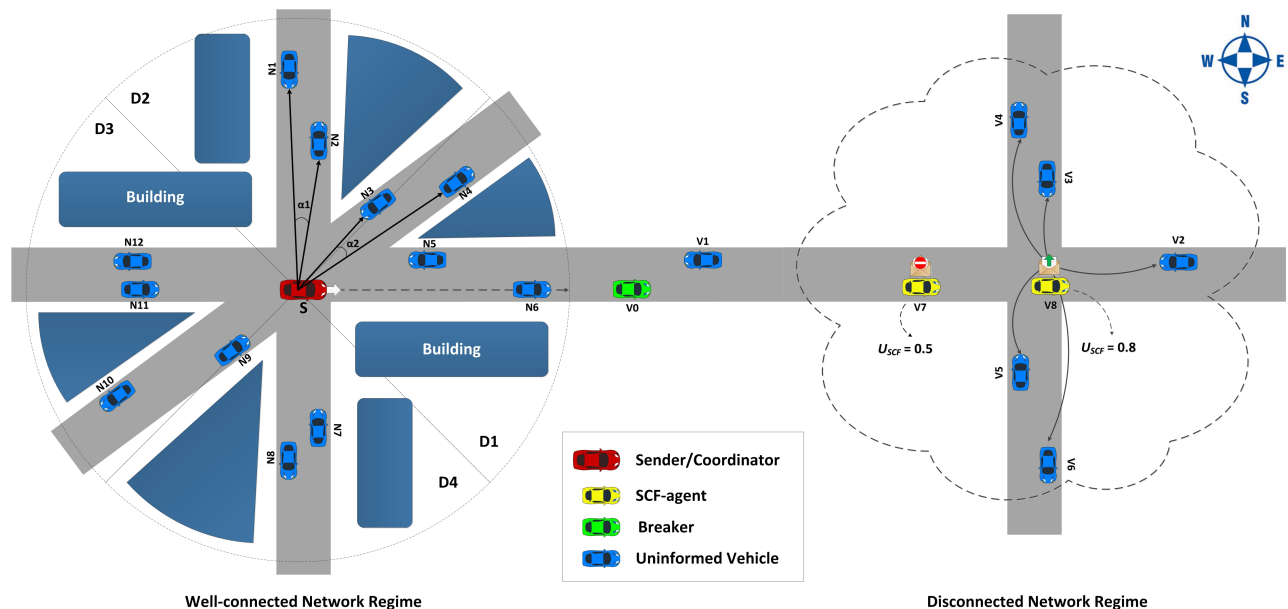 N
W
E
S
D2
D3
N1
N2
N3
N4
α1
α2
Building
N12
N11
N5
N6
S
V0
V1
V4
V3
V2
V7
V8
U_SCF = 0.5
U_SCF = 0.8
V5
V6
N9
N10
N7
N8
Building
D1
D4
Sender/Coordinator
SCF-agent
Breaker
Uninformed Vehicle
Well-connected Network Regime
Disconnected Network Regime